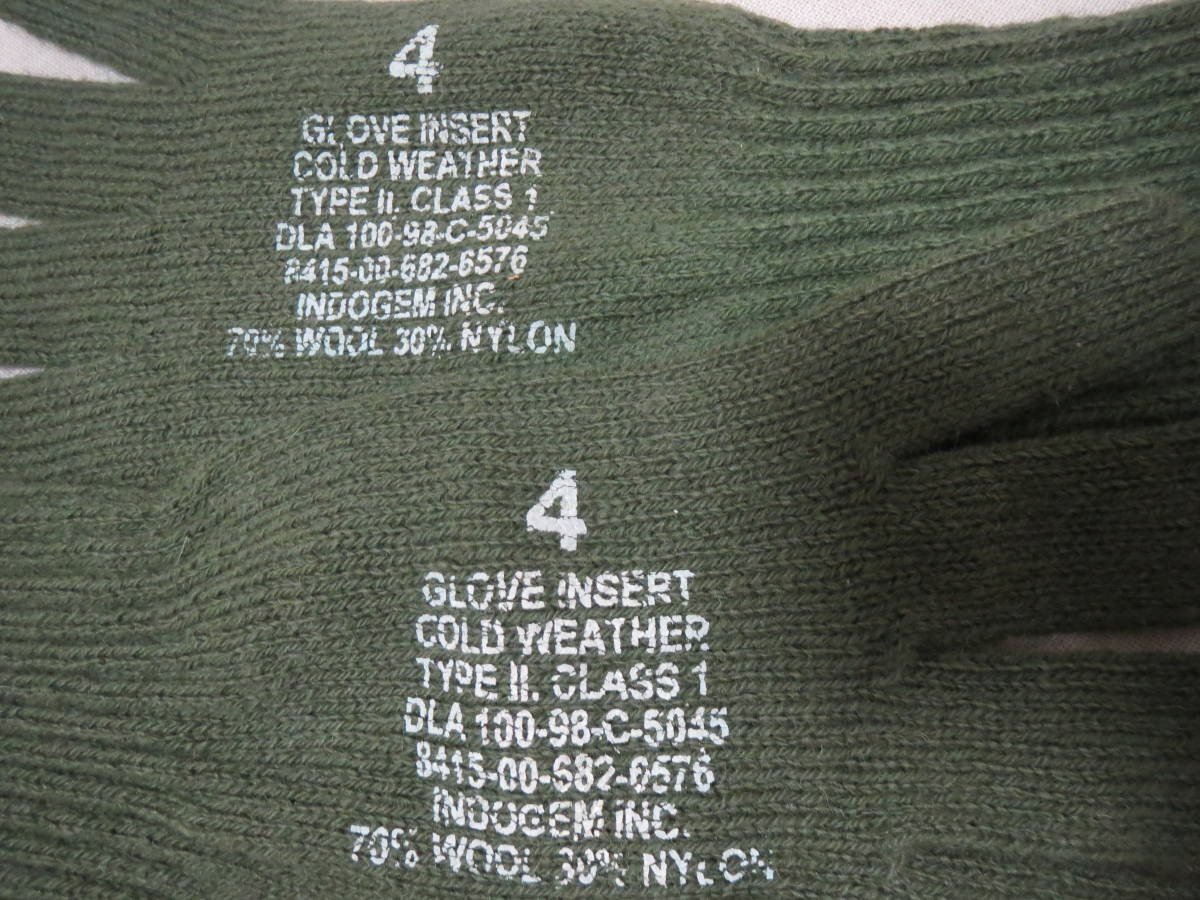 4
GLOVE INSERT
COLD WEATHER
TYPE II. CLASS 1
DLA 100-98-C-5045
8415-00-682-6576
INDOGEM INC.
70% WOOL 30% NYLON
4
GLOVE INSERT
COLD WEATHER
TYPE II. CLASS 1
DLA 100-98-C-5045
8415-00-682-6576
INDOGEM INC.
70% WOOL 30% NYLON